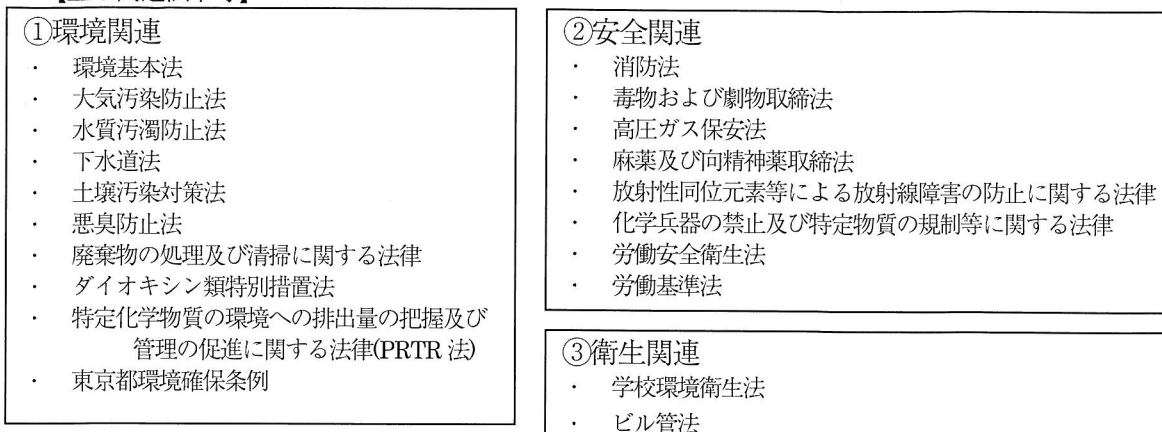 ①環境関連
・ 環境基本法
・ 大気汚染防止法
・ 水質汚濁防止法
・ 下水道法
・ 土壌汚染対策法
・ 悪臭防止法
・ 廃棄物の処理及び清掃に関する法律
・ ダイオキシン類特別措置法
・ 特定化学物質の環境への排出量の把握及び
管理の促進に関する法律(PRTR 法)
・ 東京都環境確保条例
②安全関連
・ 消防法
・ 毒物および劇物取締法
・ 高圧ガス保安法
・ 麻薬及び向精神薬取締法
・ 放射性同位元素等による放射線障害の防止に関する法律
・ 化学兵器の禁止及び特定物質の規制等に関する法律
・ 労働安全衛生法
・ 労働基準法
③衛生関連
・ 学校環境衛生法
・ ビル管法